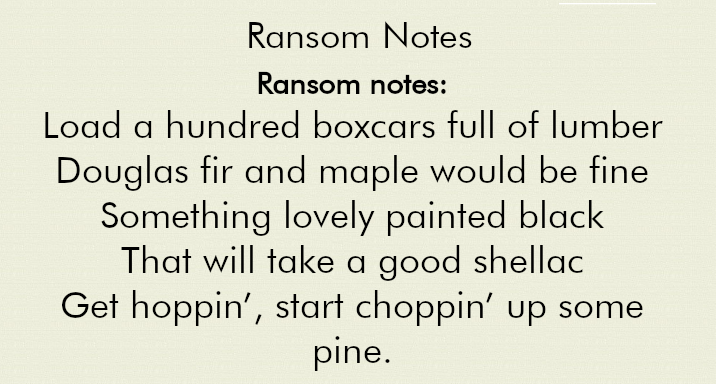 Ransom Notes
Ransom notes:
Load a hundred boxcars full of lumber
Douglas fir and maple would be fine
Something lovely painted black
That will take a good shellac
Get hoppin’, start choppin’ up some
pine.